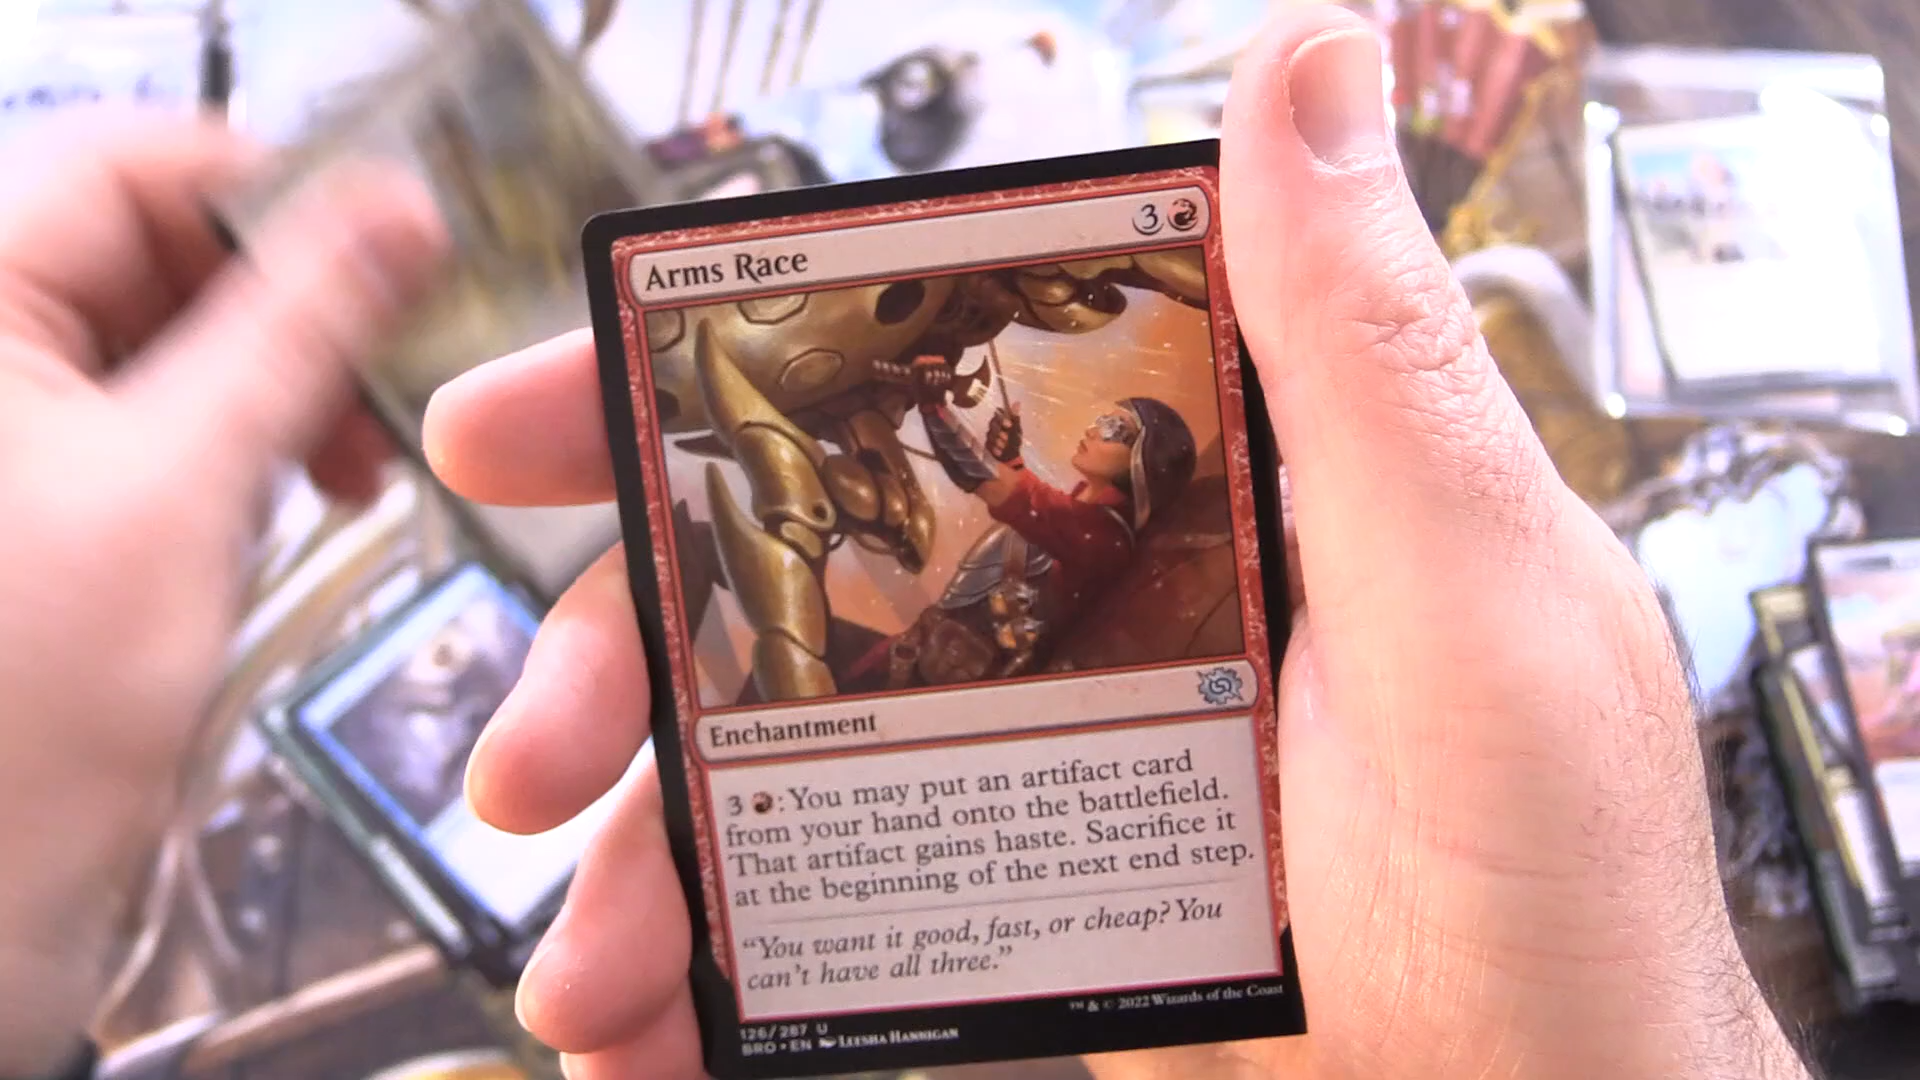 Arms Race 3
Enchantment
3 : You may put an artifact card
from your hand onto the battlefield.
That artifact gains haste. Sacrifice it
at the beginning of the next end step.
“You want it good, fast, or cheap? You
can't have all three.”
™ & © 2022 Wizards of the Coast
126/287 U
BRO • EN Leesha Hannigan